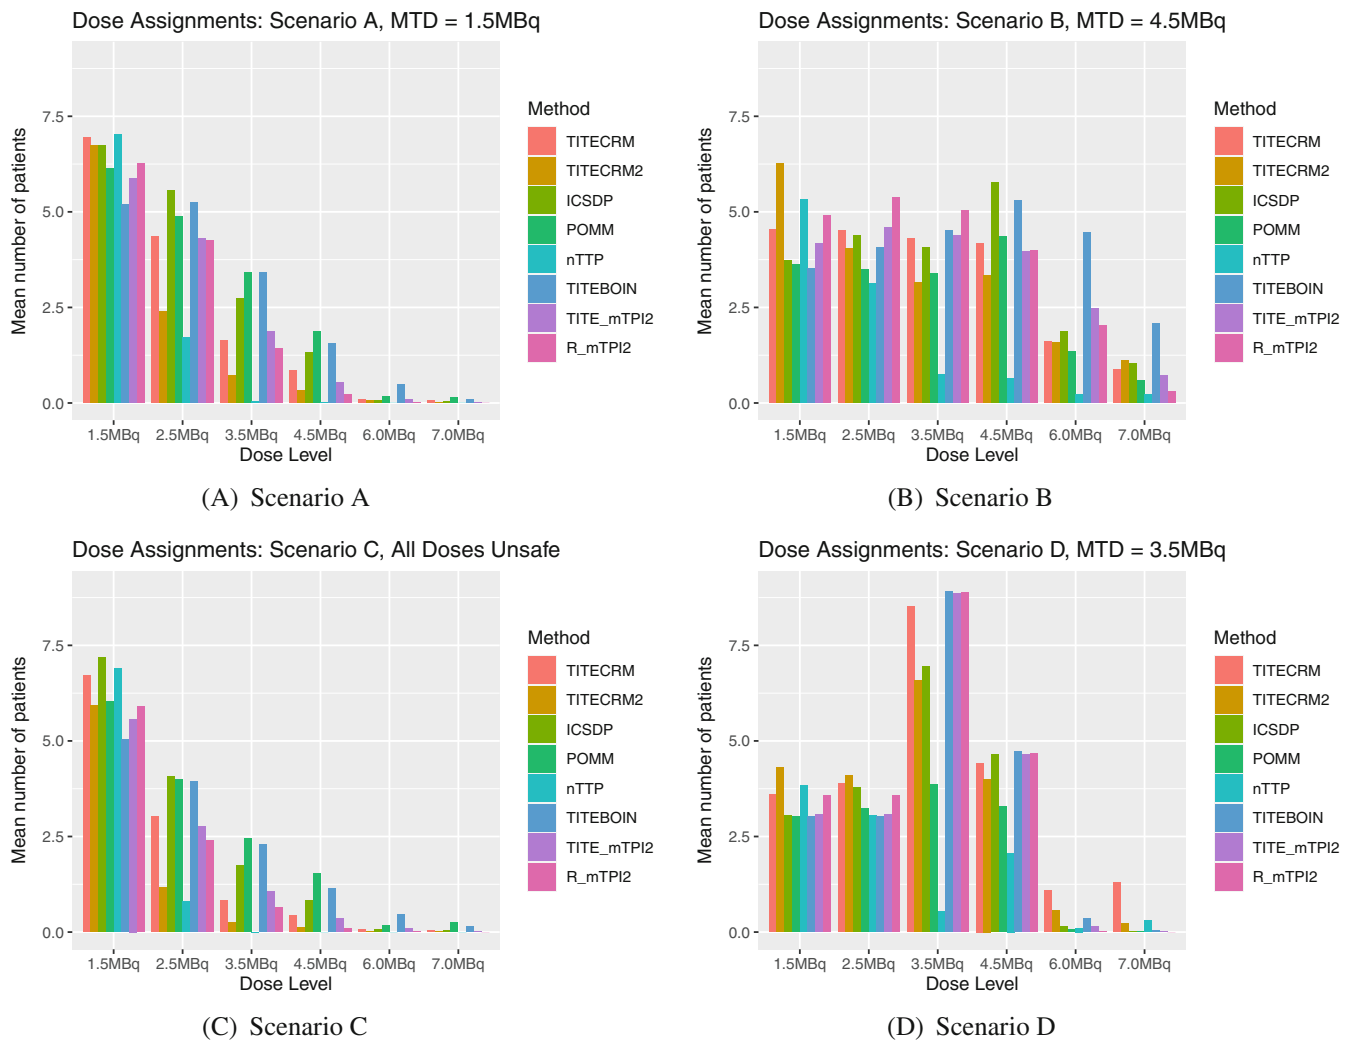 Dose Assignments: Scenario A, MTD = 1.5MBq
Mean number of patients
7.5
5.0
2.5
0.0
1.5MBq 2.5MBq 3.5MBq 4.5MBq 6.0MBq 7.0MBq
Dose Level
Method
TITECRM
TITECRM2
ICSDP
POMM
nTTP
TITEBOIN
TITE_mTPI2
R_mTPI2
(A) Scenario A
Dose Assignments: Scenario B, MTD = 4.5MBq
Mean number of patients
7.5
5.0
2.5
0.0
1.5MBq 2.5MBq 3.5MBq 4.5MBq 6.0MBq 7.0MBq
Dose Level
Method
TITECRM
TITECRM2
ICSDP
POMM
nTTP
TITEBOIN
TITE_mTPI2
R_mTPI2
(B) Scenario B
Dose Assignments: Scenario C, All Doses Unsafe
Mean number of patients
7.5
5.0
2.5
0.0
1.5MBq 2.5MBq 3.5MBq 4.5MBq 6.0MBq 7.0MBq
Dose Level
Method
TITECRM
TITECRM2
ICSDP
POMM
nTTP
TITEBOIN
TITE_mTPI2
R_mTPI2
(C) Scenario C
Dose Assignments: Scenario D, MTD = 3.5MBq
Mean number of patients
7.5
5.0
2.5
0.0
1.5MBq 2.5MBq 3.5MBq 4.5MBq 6.0MBq 7.0MBq
Dose Level
Method
TITECRM
TITECRM2
ICSDP
POMM
nTTP
TITEBOIN
TITE_mTPI2
R_mTPI2
(D) Scenario D